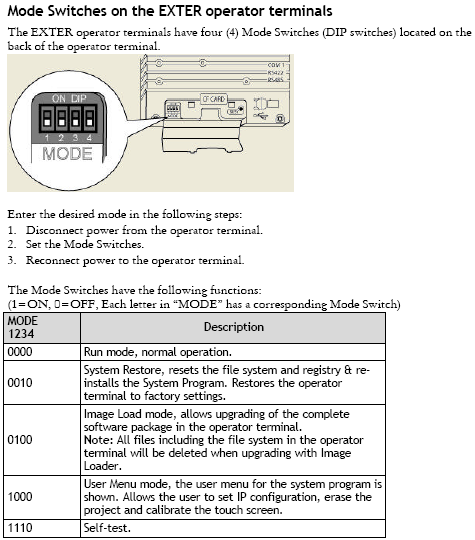 Mode Switches on the EXTER operator terminals
The EXTER operator terminals have four (4) Mode Switches (DIP switches) located on the
back of the operator terminal.
COM 1
RS422
RS485
CF CARD
ON DIP
1 2 3 4
MODE
Enter the desired mode in the following steps:
1. Disconnect power from the operator terminal.
2. Set the Mode Switches.
3. Reconnect power to the operator terminal.
The Mode Switches have the following functions:
(1=ON, 0=OFF, Each letter in “MODE” has a corresponding Mode Switch)
MODE
1234
Description
0000
Run mode, normal operation.
0010
System Restore, resets the file system and registry & re-
installs the System Program. Restores the operator
terminal to factory settings.
0100
Image Load mode, allows upgrading of the complete
software package in the operator terminal.
Note: All files including the file system in the operator
terminal will be deleted when upgrading with Image
Loader.
1000
User Menu mode, the user menu for the system program is
shown. Allows the user to set IP configuration, erase the
project and calibrate the touch screen.
1110
Self-test.